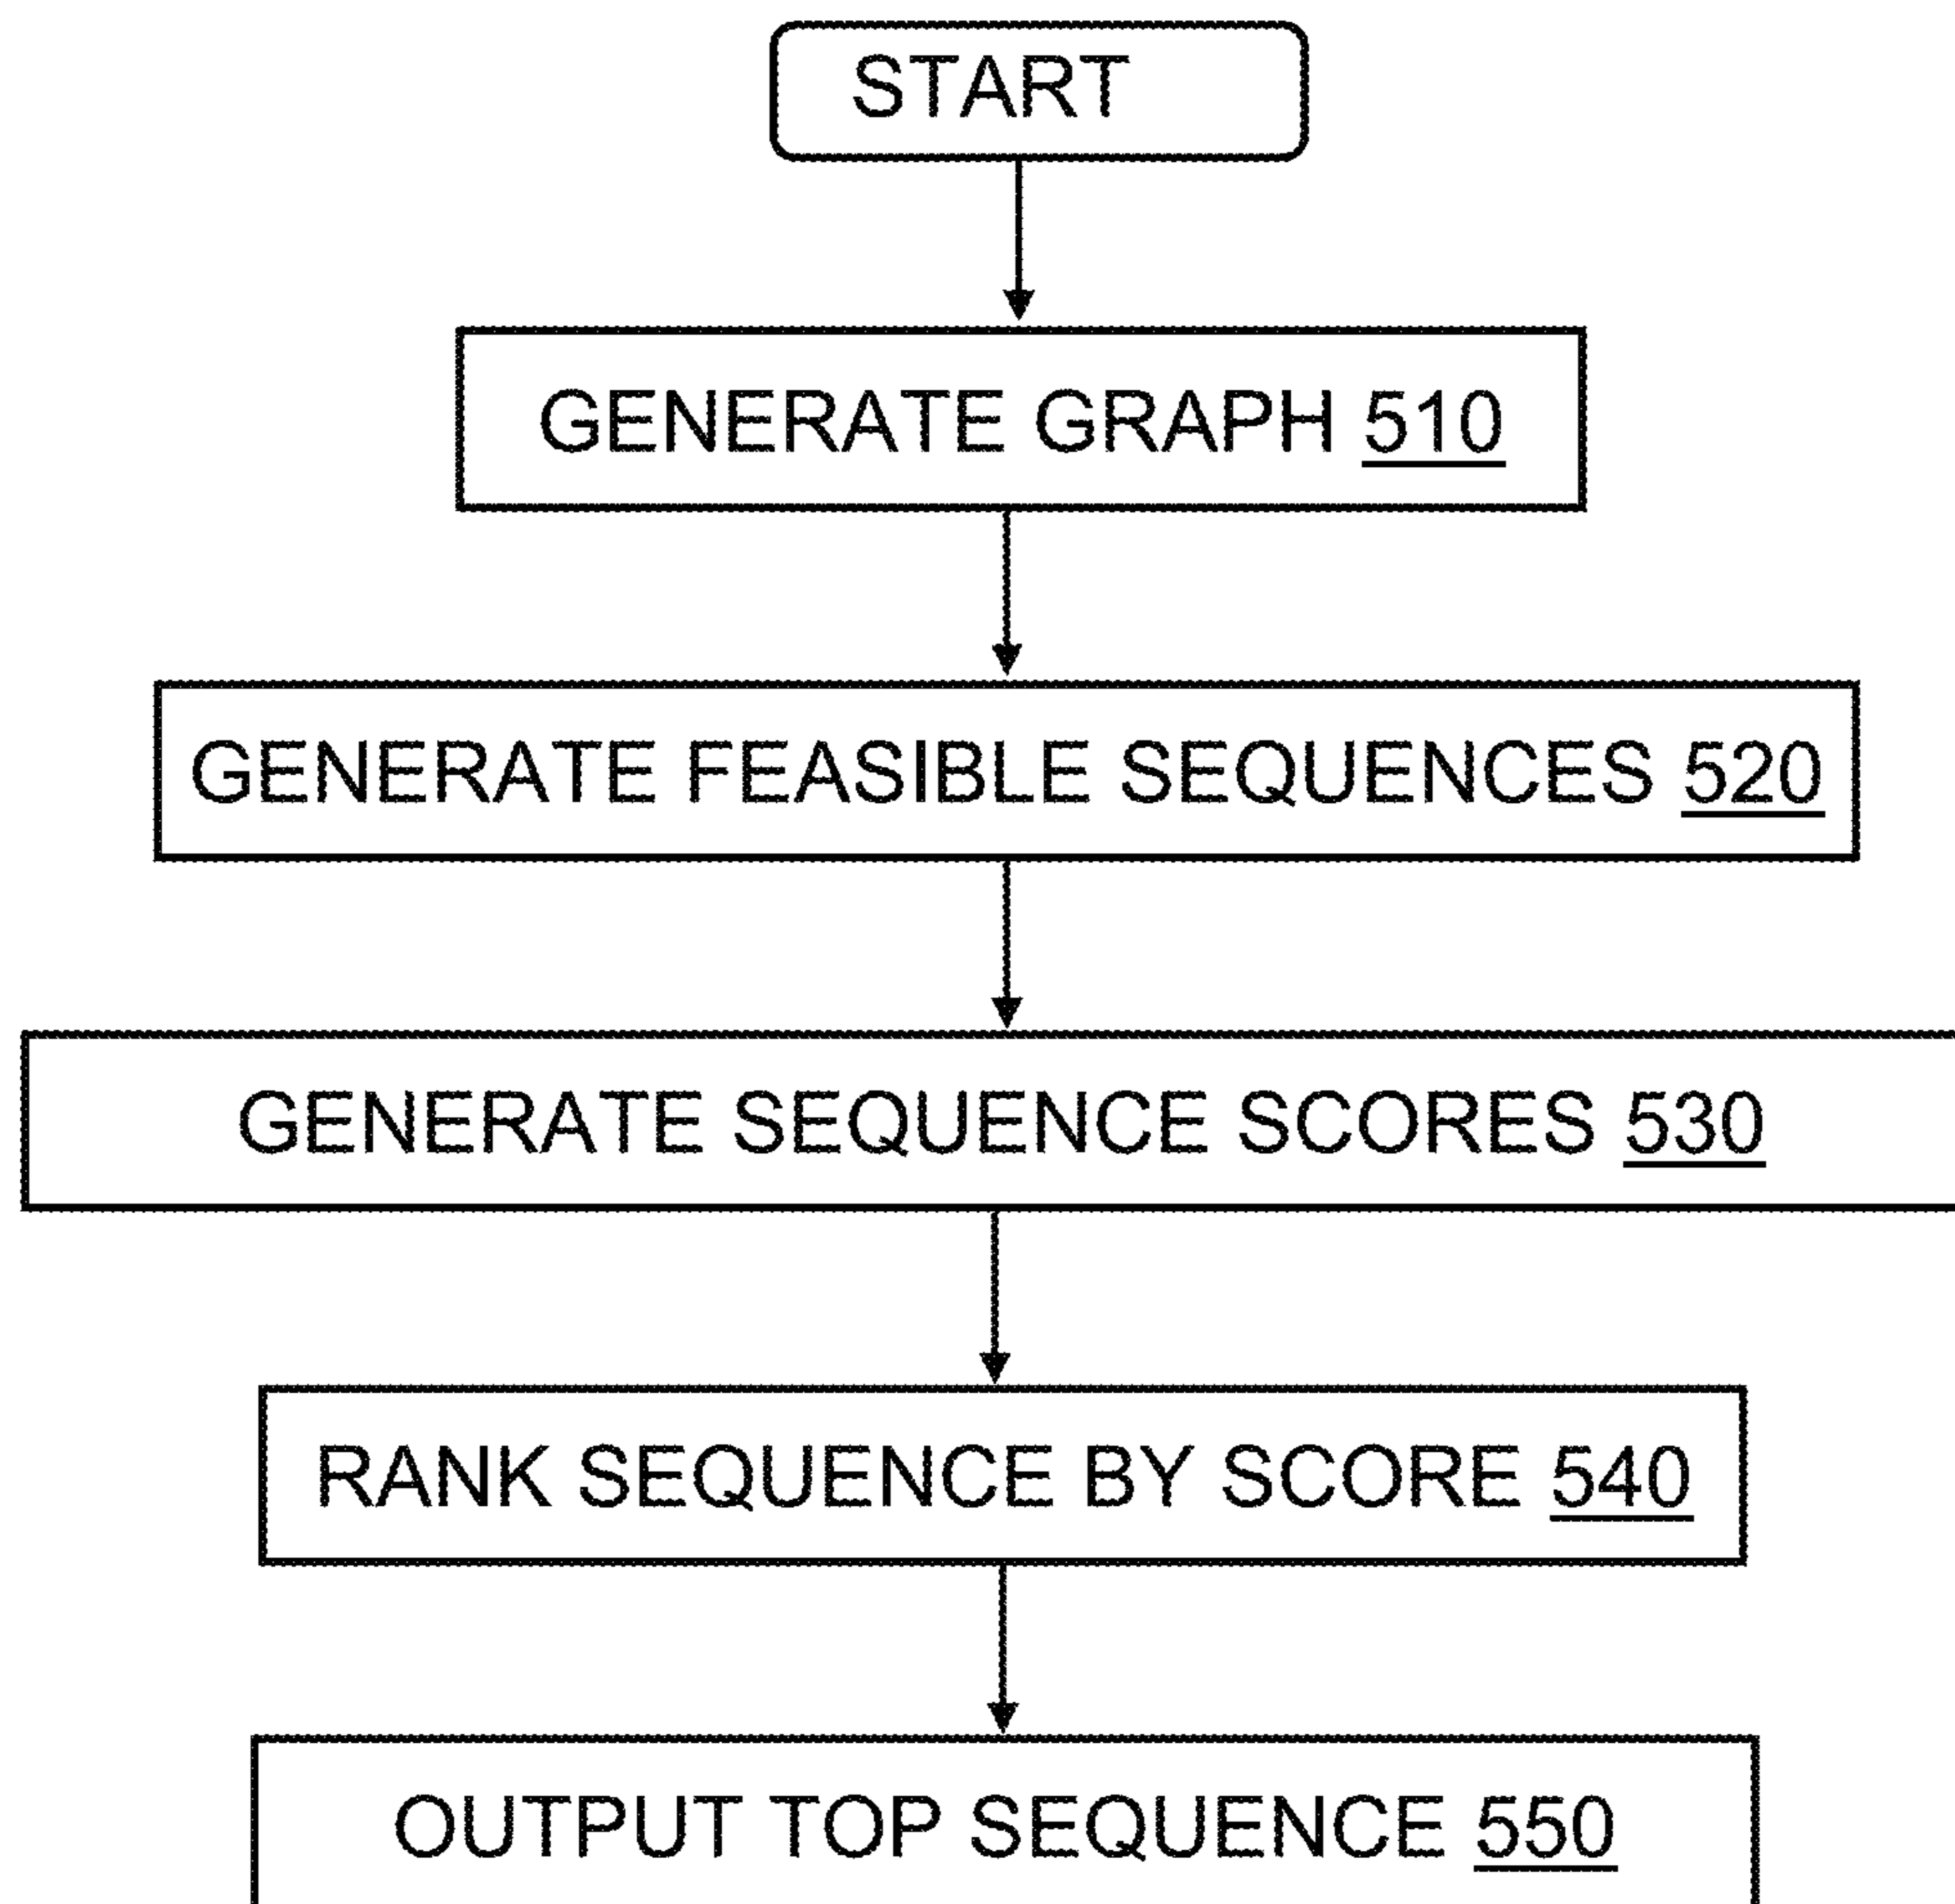 START
GENERATE GRAPH 510
GENERATE FEASIBLE SEQUENCES 520
GENERATE SEQUENCE SCORES 530
RANK SEQUENCE BY SCORE 540
OUTPUT TOP SEQUENCE 550